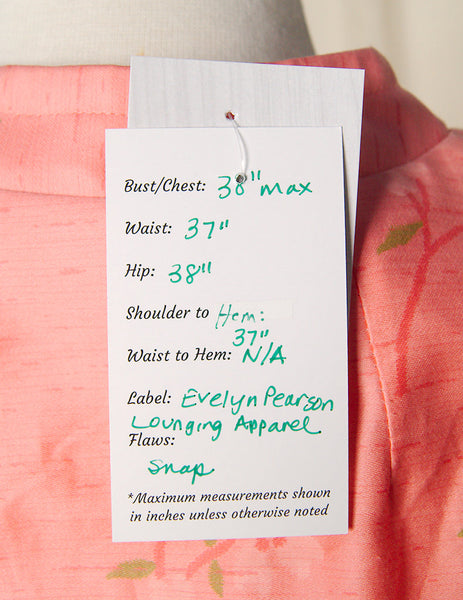 Bust/Chest: 38" max
Waist: 37"
Hip: 38"
Shoulder to Hem:
37"
Waist to Hem: N/A
Label: Evelyn Pearson
Lounging Apparel
Flaws:
Snap
*Maximum measurements shown
in inches unless otherwise noted